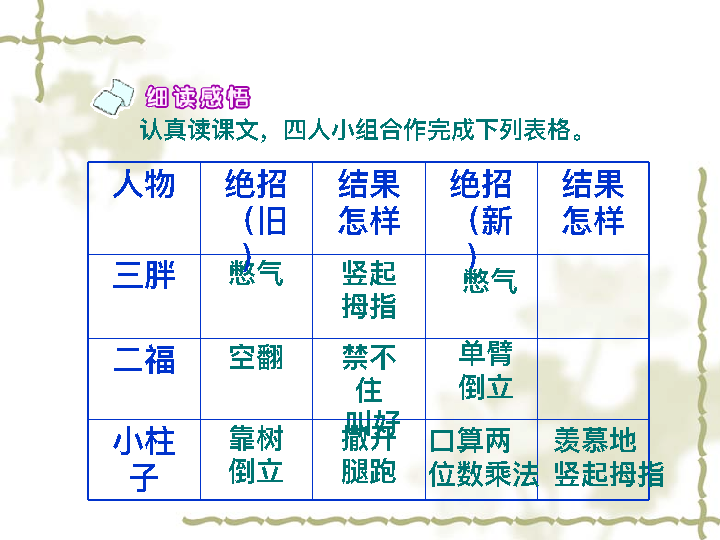 细读感悟
认真读课文，四人小组合作完成下列表格。
人物
绝招
（旧
）
结果
怎样
绝招
（新
）
结果
怎样
三胖
憋气
竖起
拇指
憋气
二福
空翻
禁不
住
叫好
单臂
倒立
小柱
子
靠树
倒立
撒开
腿跑
口算两
位数乘法
羡慕地
竖起拇指